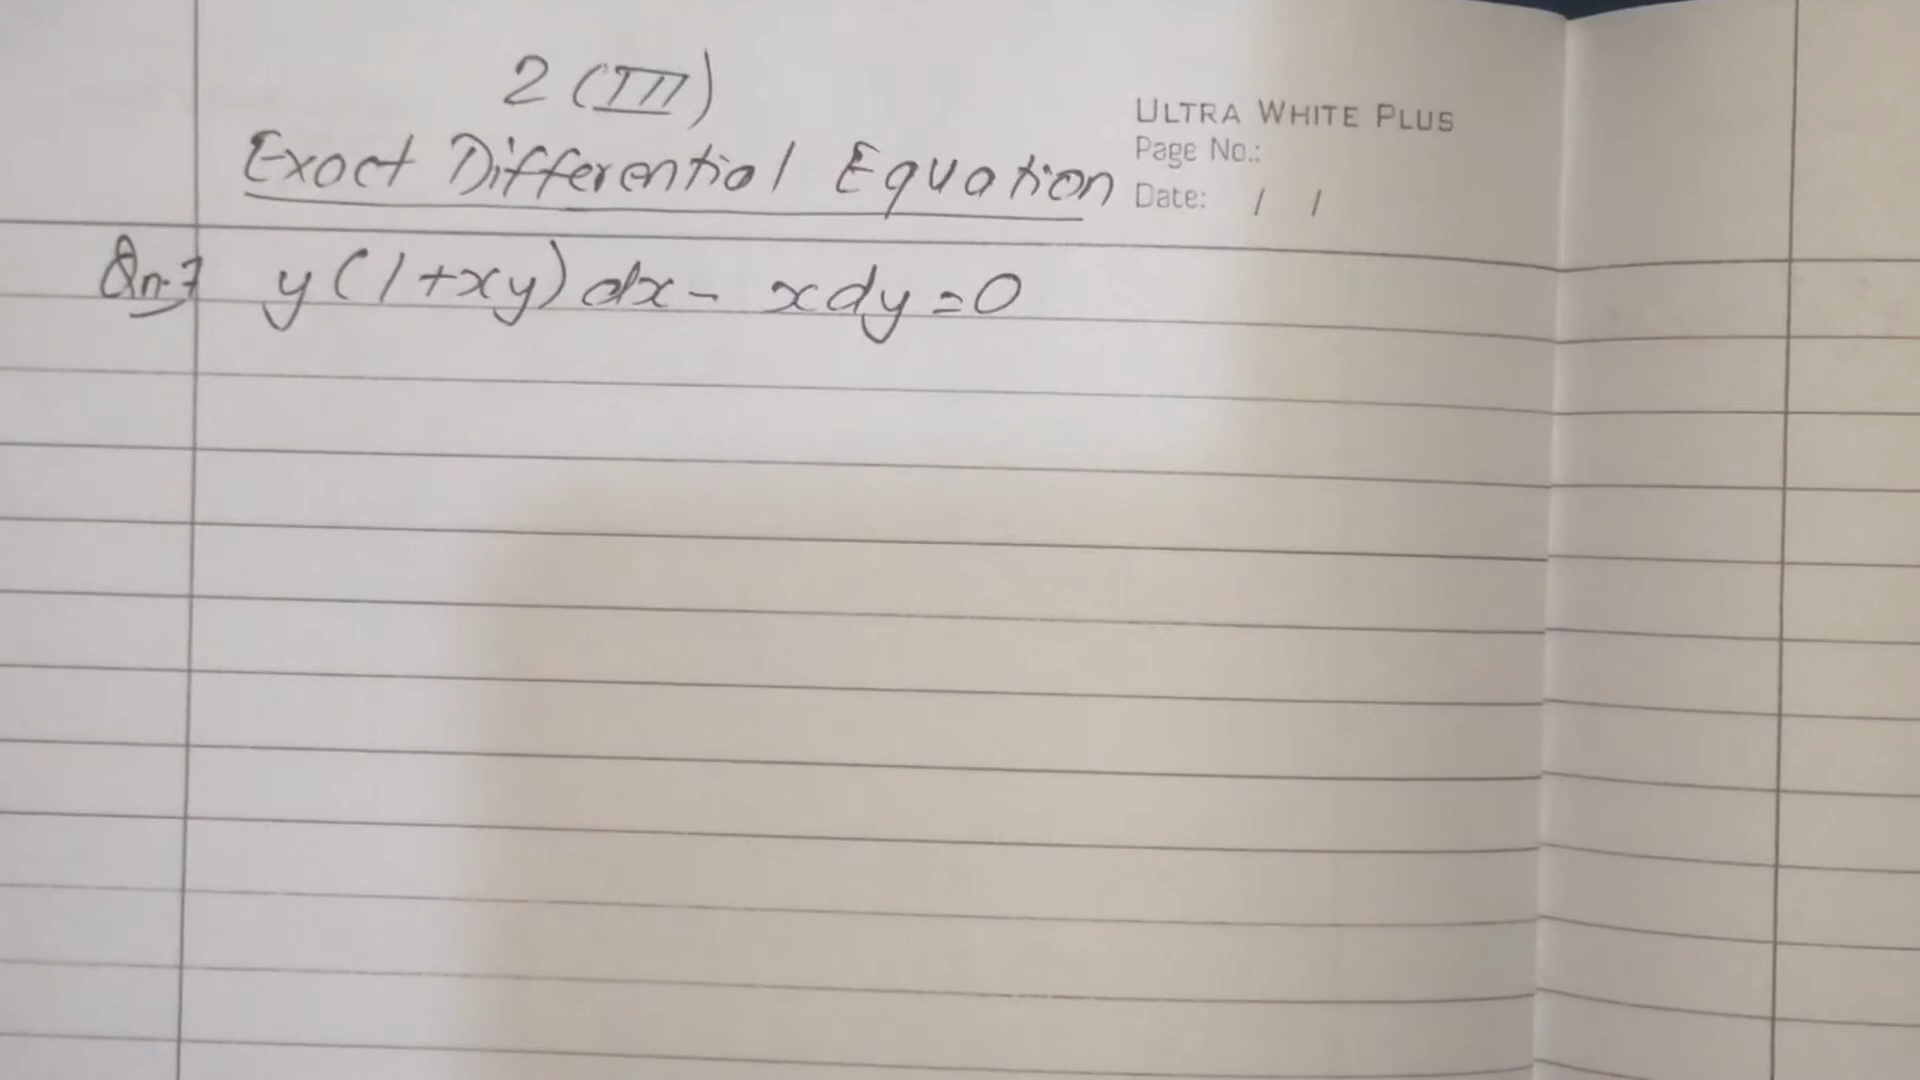 2 (III)
Exact Differential Equation
ULTRA WHITE PLUS
Page No.:
Date: / /
Qn-7 y(1+xy)dx - xdy=0